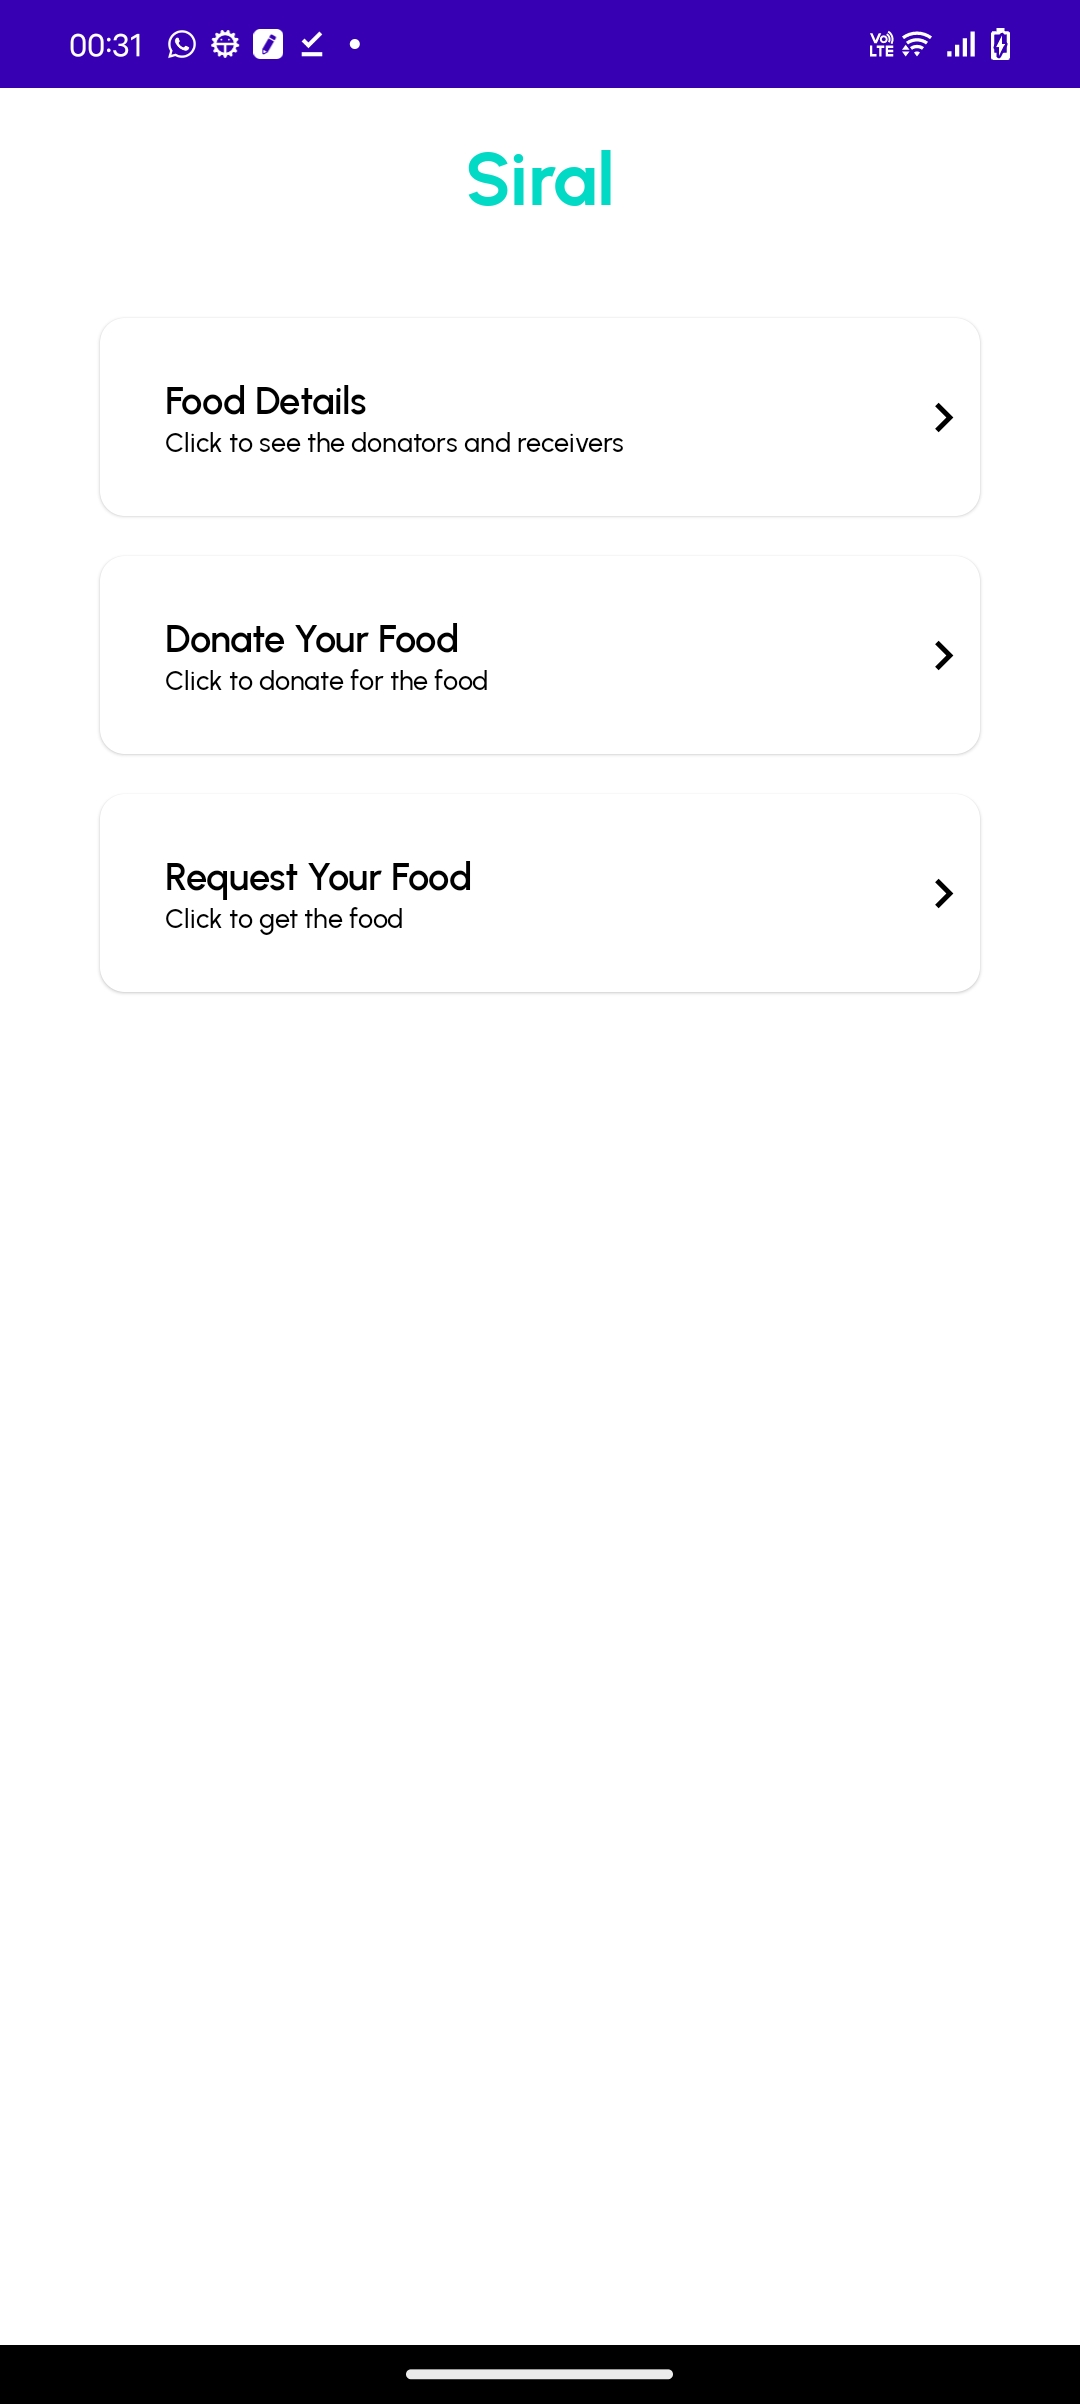 00:31
Vo) LTE
Siral
Food Details
Click to see the donators and receivers
Donate Your Food
Click to donate for the food
Request Your Food
Click to get the food